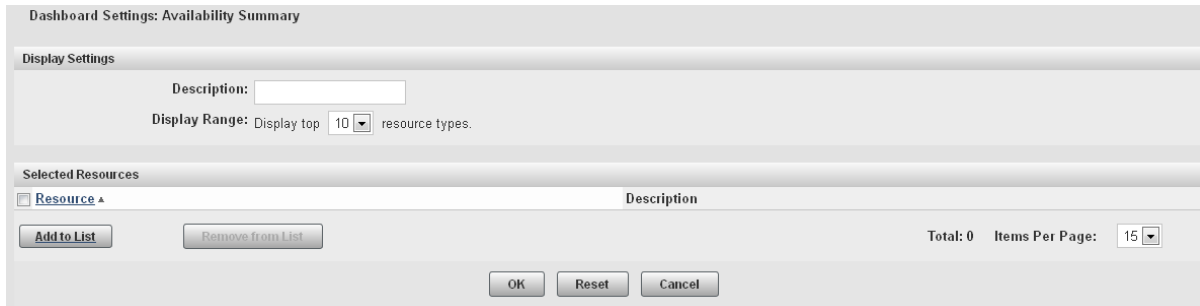 Dashboard Settings: Availability Summary
Display Settings
Description:
Display Range: Display top 10 resource types.
Selected Resources
Resource Description
Add to List Remove from List Total: 0 Items Per Page: 15
OK Reset Cancel